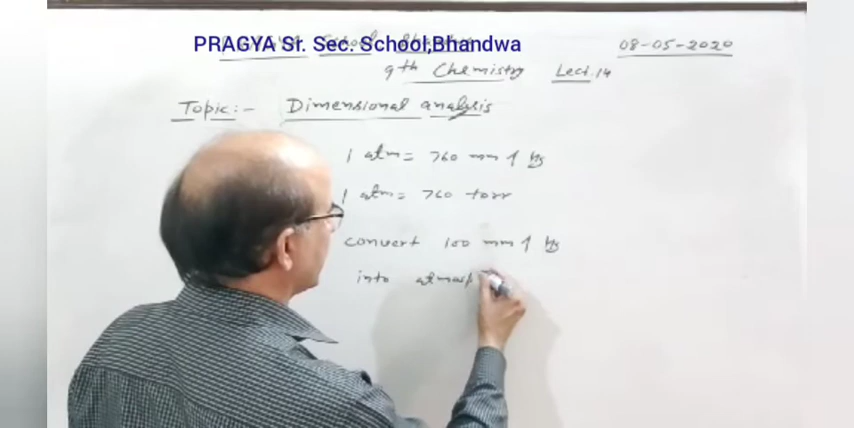 PRAGYA Sr. Sec. School,Bhandwa
08-05-2020
9th Chemistry Lect. 14
Topic:- Dimensional analysis
1 atm = 760 mm of Hg
1 atm = 760 torr
convert 100 mm of Hg
into atmosp